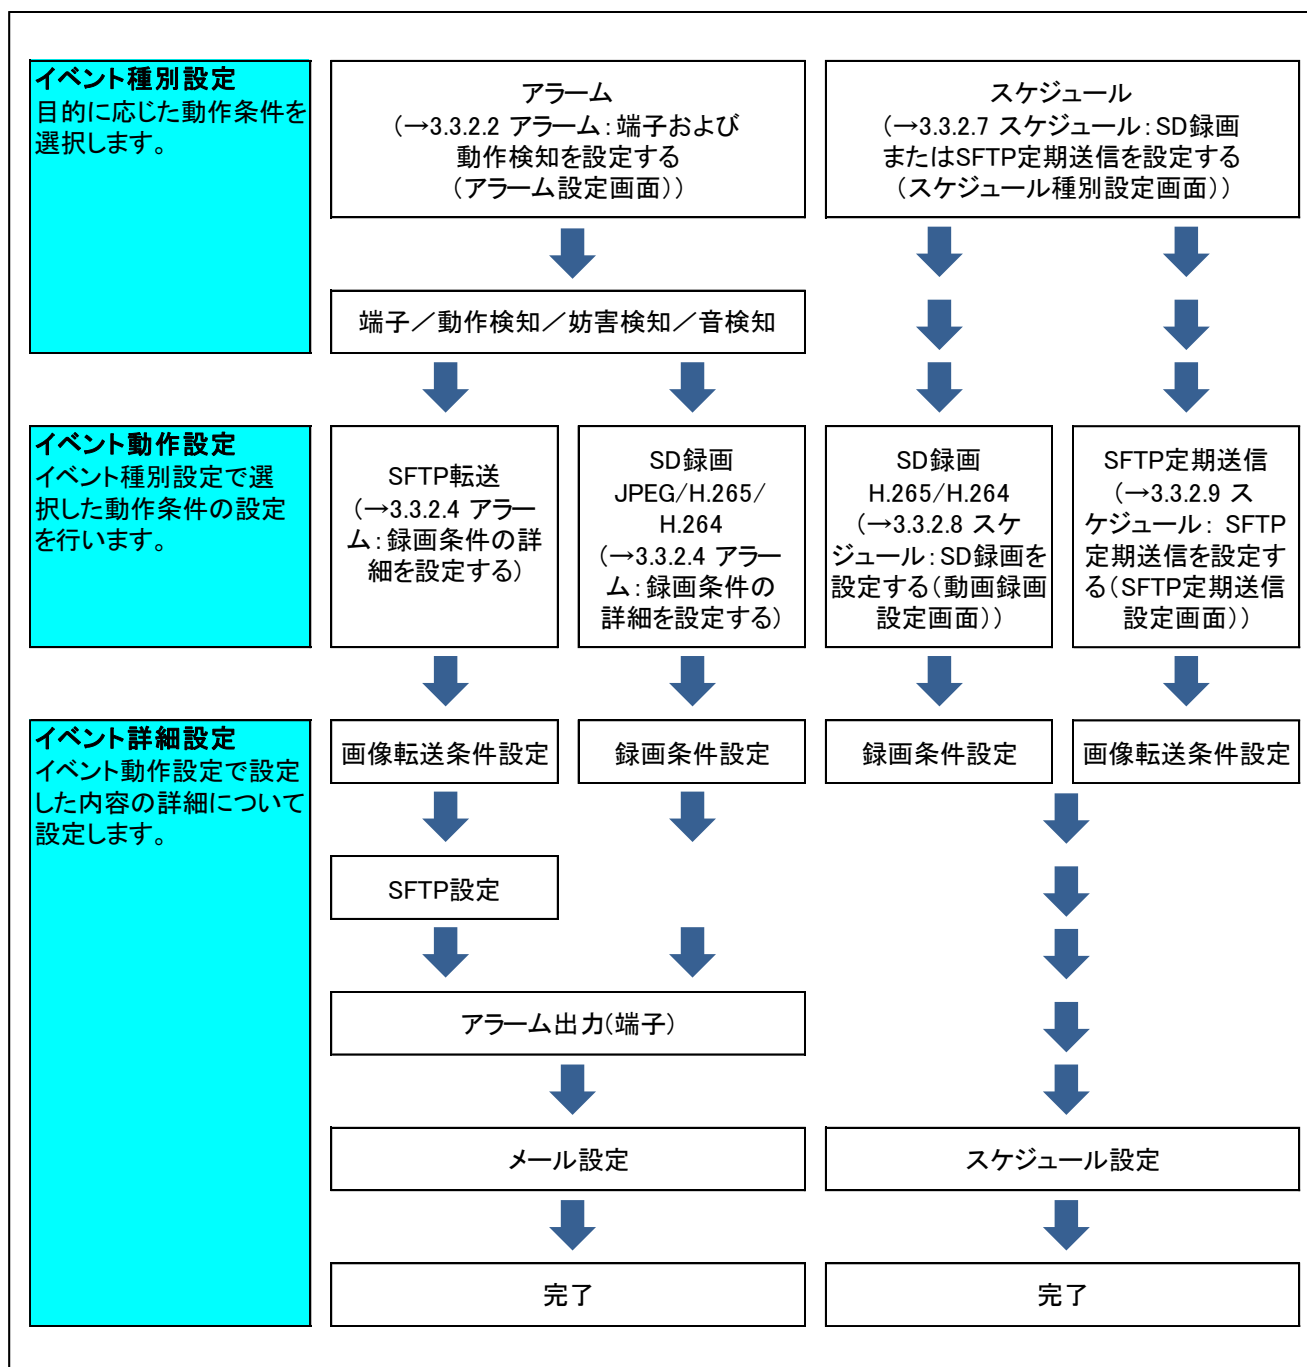 イベント種別設定
目的に応じた動作条件を
選択します。
アラーム
(→3.3.2.2 アラーム：端子および
動作検知を設定する
（アラーム設定画面）)
スケジュール
(→3.3.2.7 スケジュール：SD録画
またはSFTP定期送信を設定する
（スケジュール種別設定画面）)
端子／動作検知／妨害検知／音検知
イベント動作設定
イベント種別設定で選
択した動作条件の設定
を行います。
SFTP転送
(→3.3.2.4 アラー
ム：録画条件の詳
細を設定する)
SD録画
JPEG/H.265/
H.264
(→3.3.2.4 アラー
ム：録画条件の
詳細を設定する)
SD録画
H.265/H.264
(→3.3.2.8 スケ
ジュール：SD録画を
設定する（動画録画
設定画面）)
SFTP定期送信
(→3.3.2.9 ス
ケジュール： SFTP
定期送信を設定す
る（SFTP定期送信
設定画面）)
イベント詳細設定
イベント動作設定で設定
した内容の詳細について
設定します。
画像転送条件設定
録画条件設定
録画条件設定
画像転送条件設定
SFTP設定
アラーム出力(端子)
メール設定
スケジュール設定
完了
完了